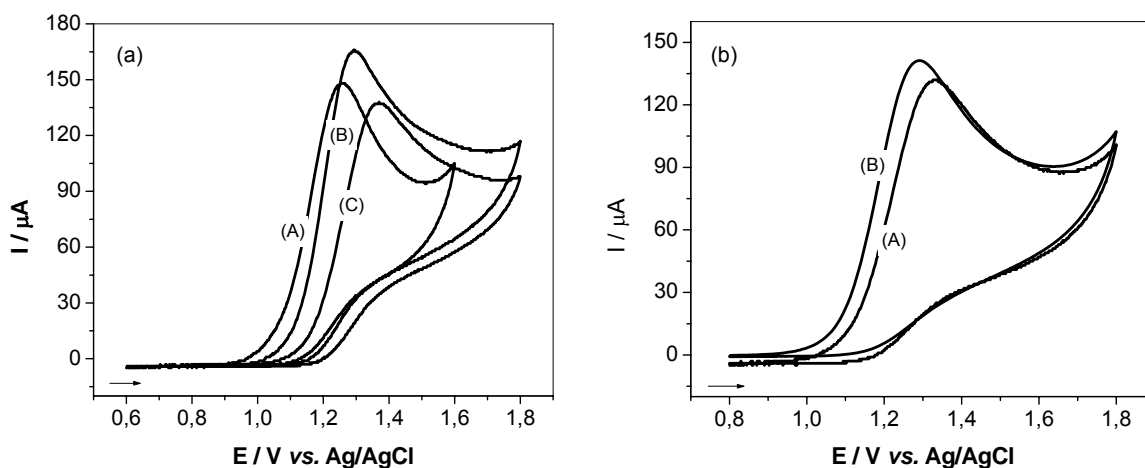 (a)
180
150
120
90
60
30
0
I / µA
(A)
(B)
(C)
0,6 0,8 1,0 1,2 1,4 1,6 1,8
E / V vs. Ag/AgCl
(b)
150
120
90
60
30
0
I / µA
(B)
(A)
0,8 1,0 1,2 1,4 1,6 1,8
E / V vs. Ag/AgCl